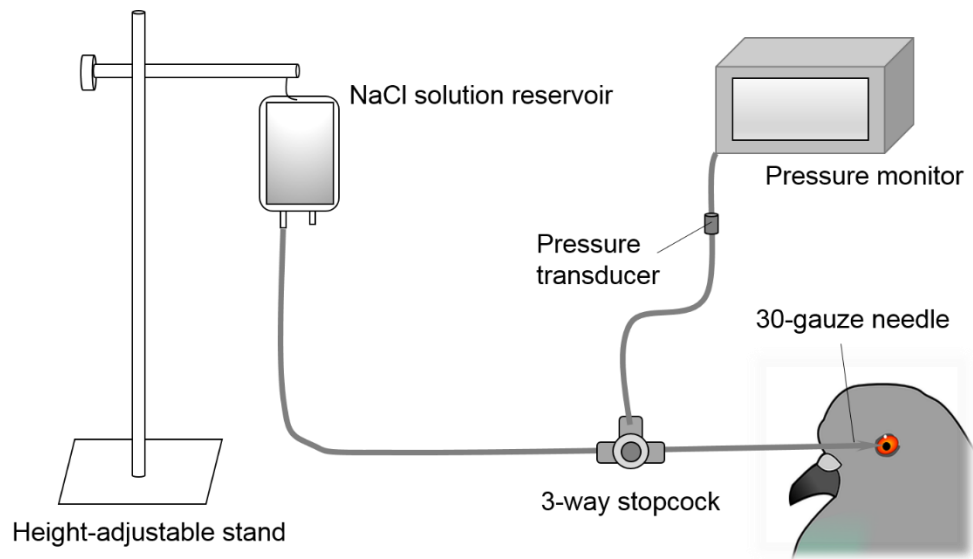 NaCl solution reservoir
Pressure monitor
Pressure
transducer
30-gauze needle
3-way stopcock
Height-adjustable stand